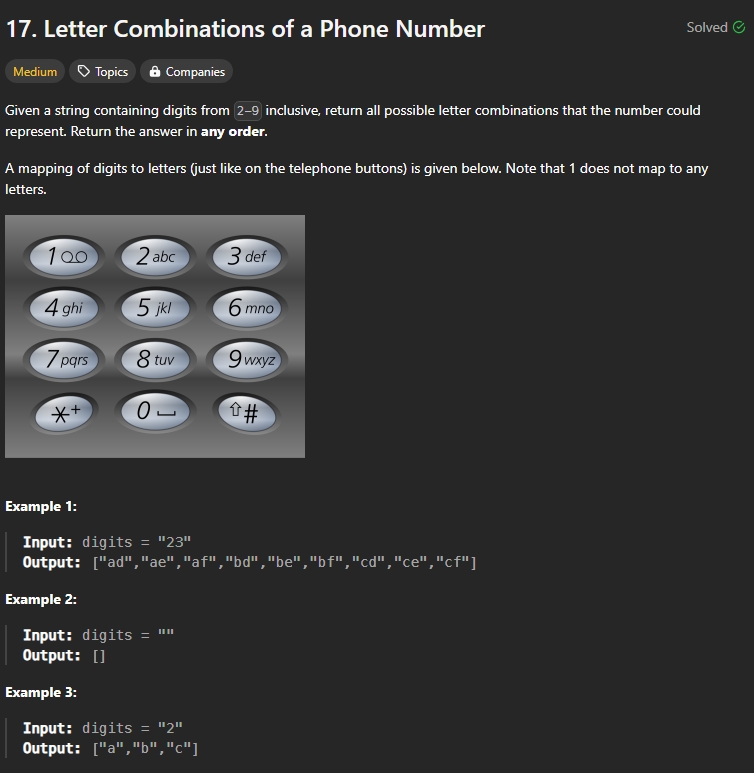 17. Letter Combinations of a Phone Number
Solved
Medium
Topics
Companies
Given a string containing digits from 2-9 inclusive, return all possible letter combinations that the number could
represent. Return the answer in any order.
A mapping of digits to letters (just like on the telephone buttons) is given below. Note that 1 does not map to any
letters.
1
2 abc
3 def
4 ghi
5 jkl
6 mno
7 pqrs
8 tuv
9 wxyz
*+
0
#
Example 1:
Input: digits = "23"
Output: ["ad","ae","af","bd","be","bf","cd","ce","cf"]
Example 2:
Input: digits = ""
Output: []
Example 3:
Input: digits = "2"
Output: ["a","b","c"]